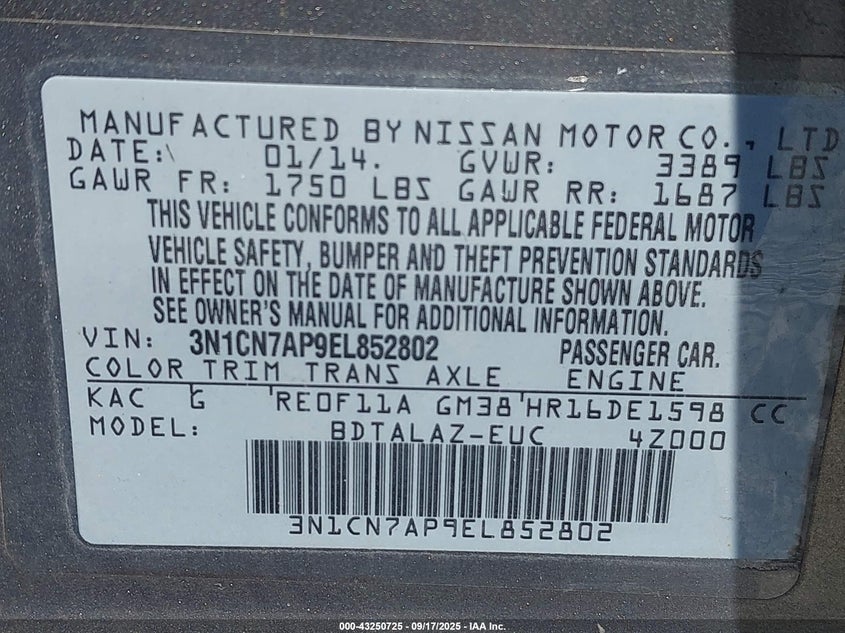 MANUFACTURED BY NISSAN MOTOR CO., LTD
DATE: 01/14. GVWR: 3389 LBS
GAWR FR: 1750 LBS GAWR RR: 1687 LBS
THIS VEHICLE CONFORMS TO ALL APPLICABLE FEDERAL MOTOR
VEHICLE SAFETY, BUMPER AND THEFT PREVENTION STANDARDS
IN EFFECT ON THE DATE OF MANUFACTURE SHOWN ABOVE.
SEE OWNER'S MANUAL FOR ADDITIONAL INFORMATION.
VIN: 3N1CN7AP9EL852802 PASSENGER CAR.
COLOR TRIM TRANS AXLE ENGINE
KAC G RE0F11A GM38 HR16DE1598 CC
MODEL: BDTALAZ-EUC 4Z000
3N1CN7AP9EL852802
000-43250725 - 09/17/2025 - IAA Inc.